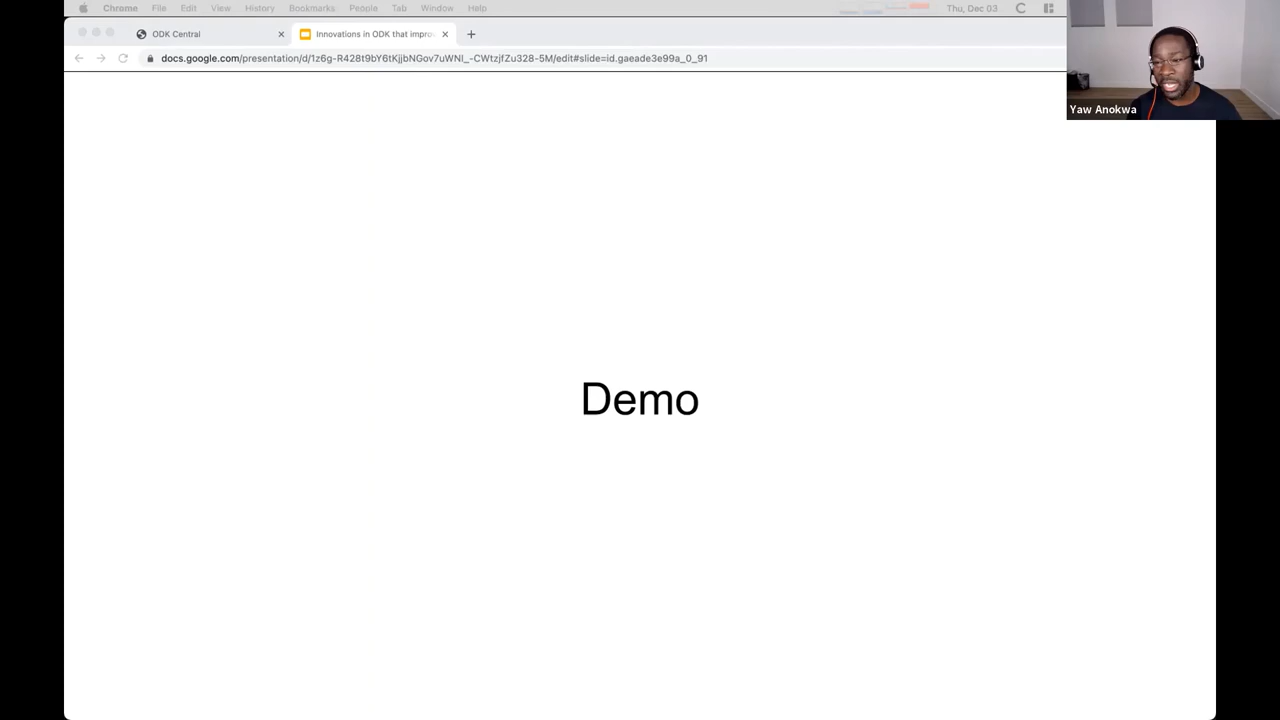 Chrome File Edit View History Bookmarks People Tab Window Help Thu, Dec 03
ODK Central
Innovations in ODK that impro
docs.google.com/presentation/d/1z6g-R428t9bY6tKjjbNGov7uWNI_-CWtzjfZu328-5M/edit#slide=id.gaeade3e99a_0_91
Yaw Anokwa
Demo